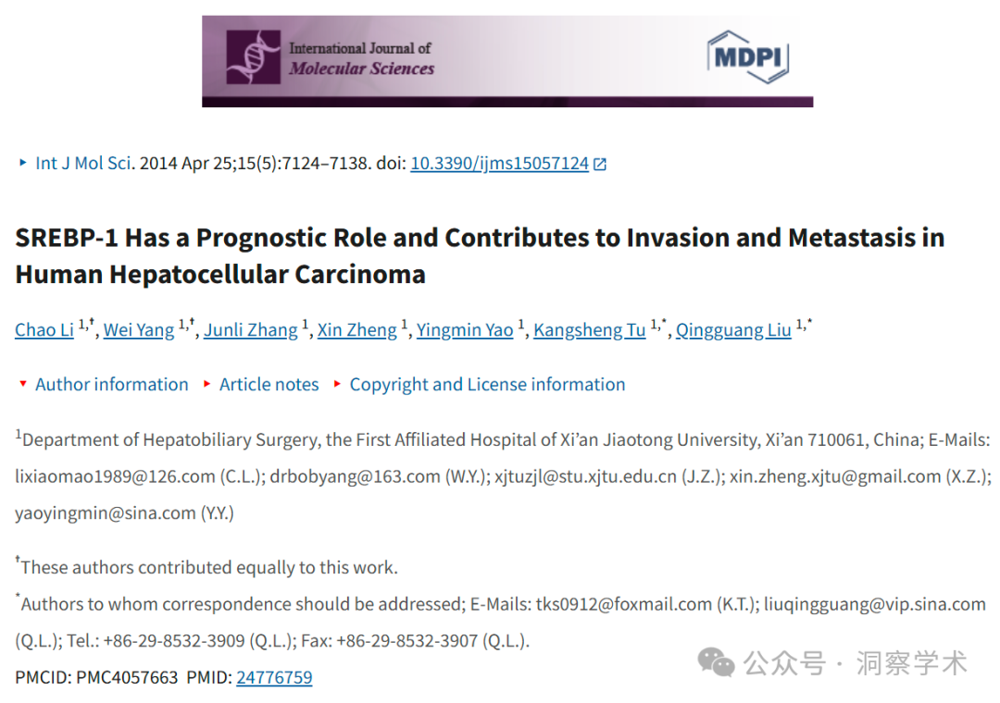 International Journal of
Molecular Sciences
MDPI
Int J Mol Sci. 2014 Apr 25;15(5):7124–7138. doi: 10.3390/ijms15057124
SREBP-1 Has a Prognostic Role and Contributes to Invasion and Metastasis in
Human Hepatocellular Carcinoma
Chao Li 1,†, Wei Yang 1,†, Junli Zhang 1, Xin Zheng 1, Yingmin Yao 1, Kangsheng Tu 1,*, Qingguang Liu 1,*
Author information Article notes Copyright and License information
1Department of Hepatobiliary Surgery, the First Affiliated Hospital of Xi’an Jiaotong University, Xi’an 710061, China; E-Mails:
lixiaomao1989@126.com (C.L.); drbobyang@163.com (W.Y.); xjtuzjl@stu.xjtu.edu.cn (J.Z.); xin.zheng.xjtu@gmail.com (X.Z.);
yaoyingmin@sina.com (Y.Y.)
†These authors contributed equally to this work.
*Authors to whom correspondence should be addressed; E-Mails: tks0912@foxmail.com (K.T.); liuqingguang@vip.sina.com
(Q.L.); Tel.: +86-29-8532-3909 (Q.L.); Fax: +86-29-8532-3907 (Q.L.).
PMCID: PMC4057663 PMID: 24776759
公众号 · 洞察学术